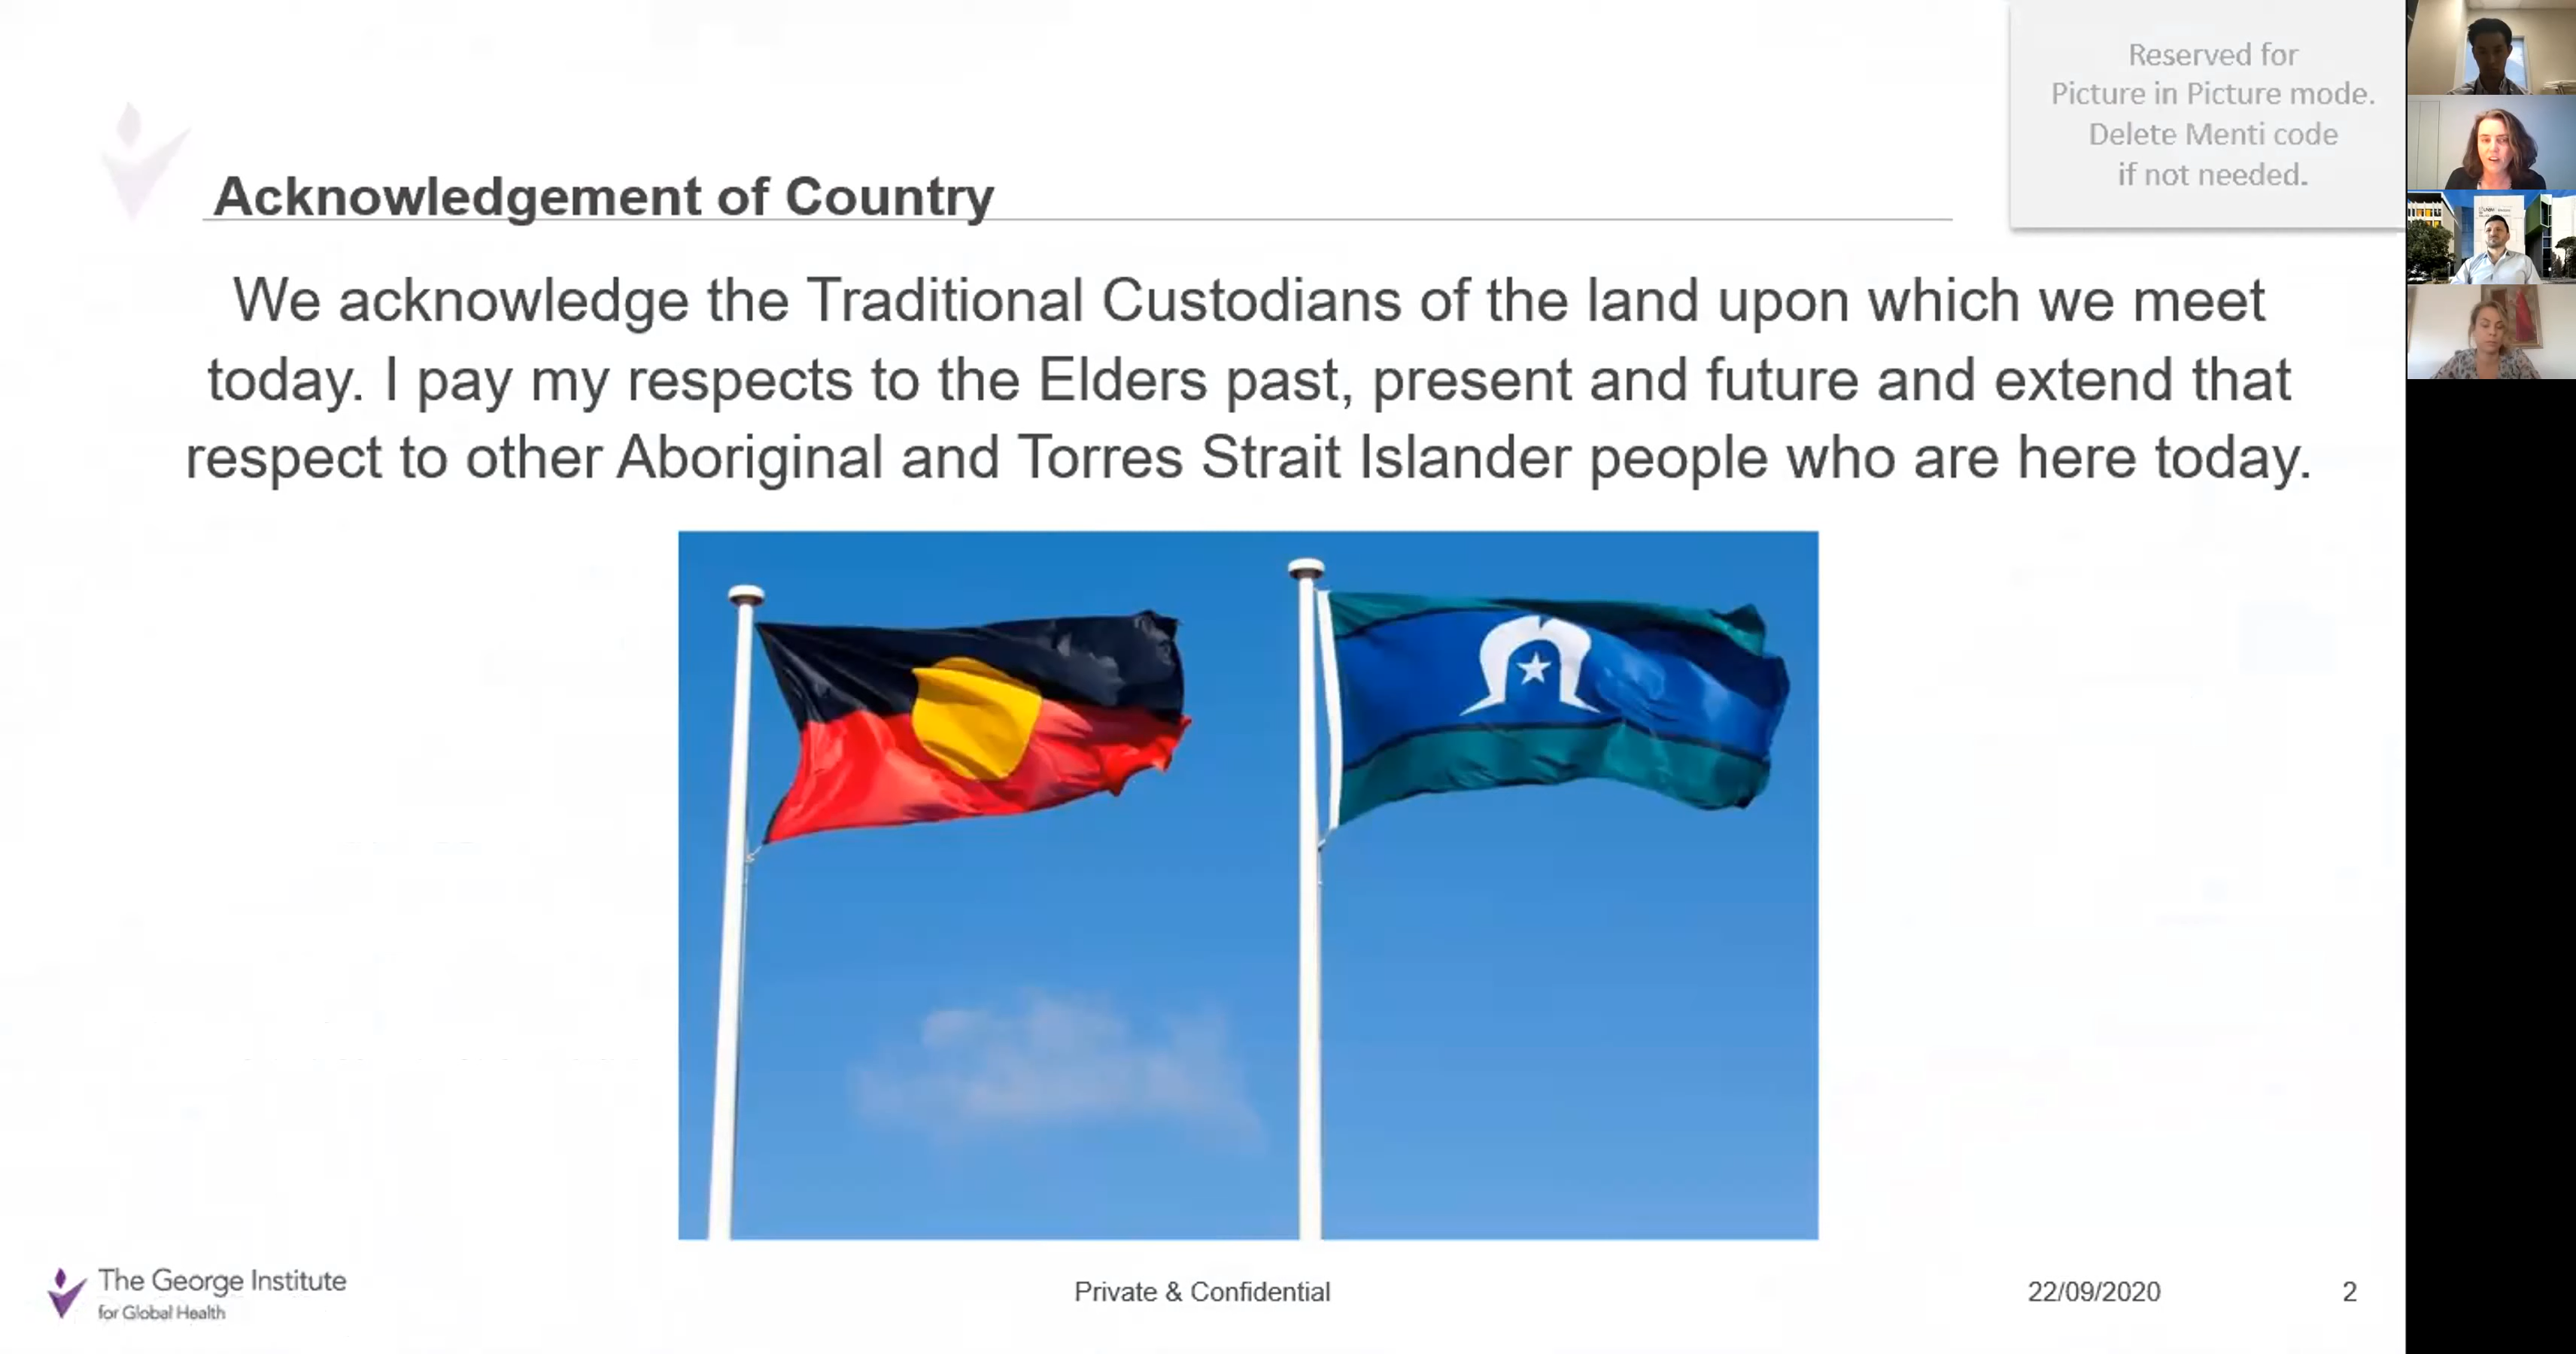 Reserved for
Picture in Picture mode.
Delete Menti code
if not needed.
Acknowledgement of Country
We acknowledge the Traditional Custodians of the land upon which we meet
today. I pay my respects to the Elders past, present and future and extend that
respect to other Aboriginal and Torres Strait Islander people who are here today.
The George Institute
for Global Health
Private & Confidential
22/09/2020
2